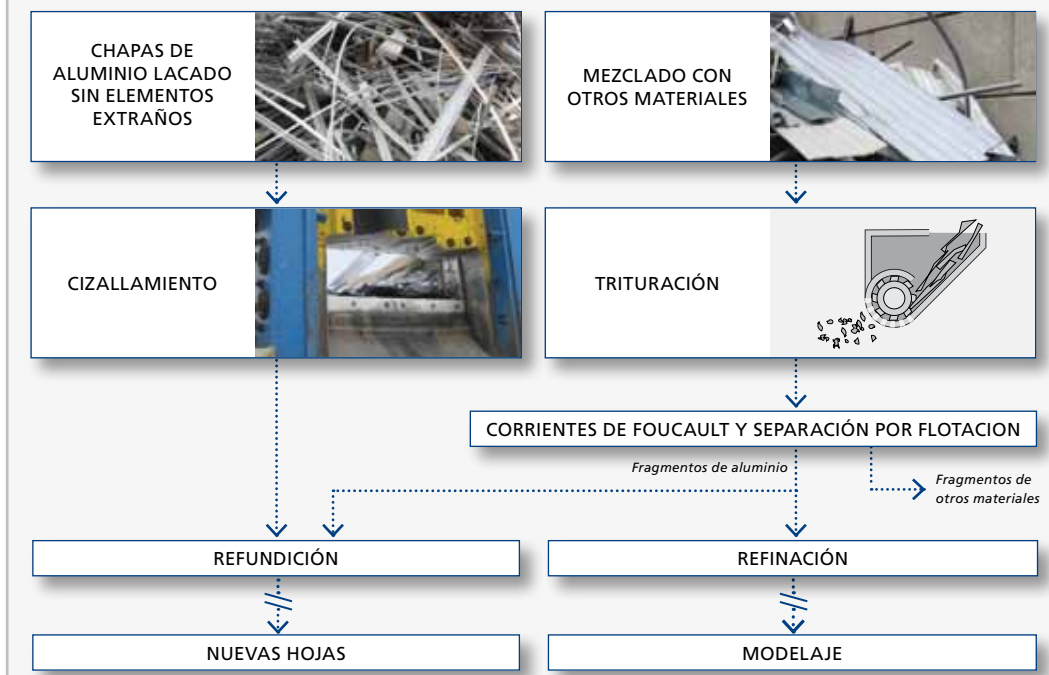 CHAPAS DE
ALUMINIO LACADO
SIN ELEMENTOS
EXTRAÑOS
MEZCLADO CON
OTROS MATERIALES
CIZALLAMIENTO
TRITURACIÓN
CORRIENTES DE FOUCAULT Y SEPARACIÓN POR FLOTACION
Fragmentos de aluminio
Fragmentos de
otros materiales
REFUNDICIÓN
REFINACIÓN
NUEVAS HOJAS
MODELAJE